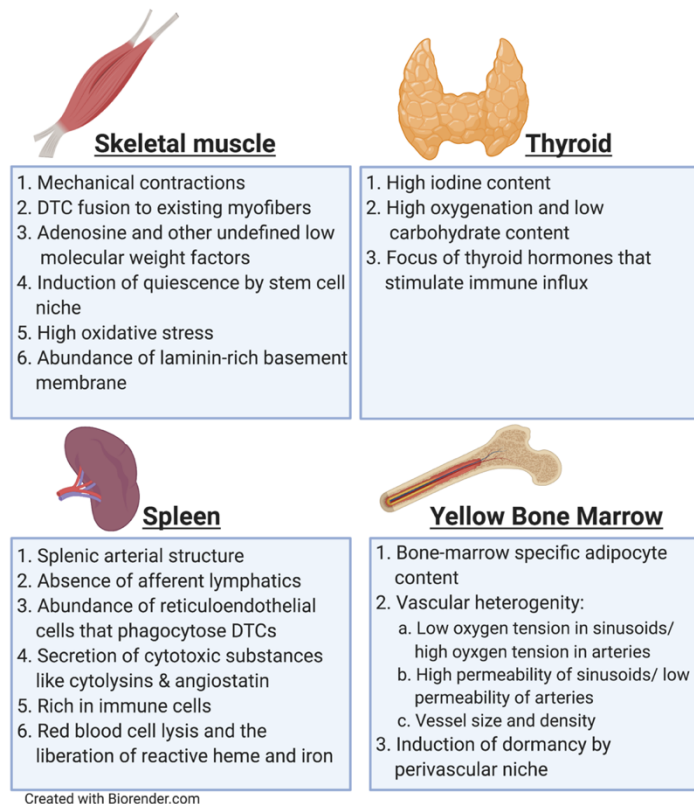 Skeletal muscle
1. Mechanical contractions
2. DTC fusion to existing myofibers
3. Adenosine and other undefined low
molecular weight factors
4. Induction of quiescence by stem cell
niche
5. High oxidative stress
6. Abundance of laminin-rich basement
membrane
Thyroid
1. High iodine content
2. High oxygenation and low
carbohydrate content
3. Focus of thyroid hormones that
stimulate immune influx
Spleen
1. Splenic arterial structure
2. Absence of afferent lymphatics
3. Abundance of reticuloendothelial
cells that phagocytose DTCs
4. Secretion of cytotoxic substances
like cytolysins & angiostatin
5. Rich in immune cells
6. Red blood cell lysis and the
liberation of reactive heme and iron
Yellow Bone Marrow
1. Bone-marrow specific adipocyte
content
2. Vascular heterogenity:
a. Low oxygen tension in sinusoids/
high oyxgen tension in arteries
b. High permeability of sinusoids/ low
permeability of arteries
c. Vessel size and density
3. Induction of dormancy by
perivascular niche
Created with Biorender.com